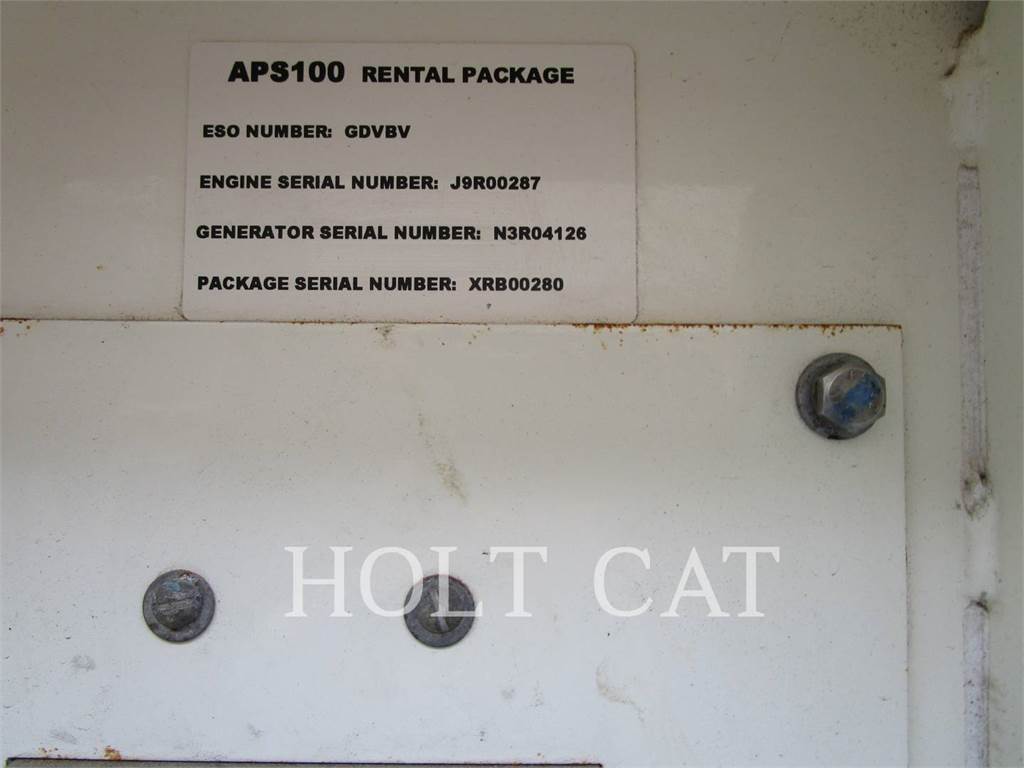 APS100 RENTAL PACKAGE
ESO NUMBER: GDVBV
ENGINE SERIAL NUMBER: J9R00287
GENERATOR SERIAL NUMBER: N3R04126
PACKAGE SERIAL NUMBER: XRB00280
HOLT CAT